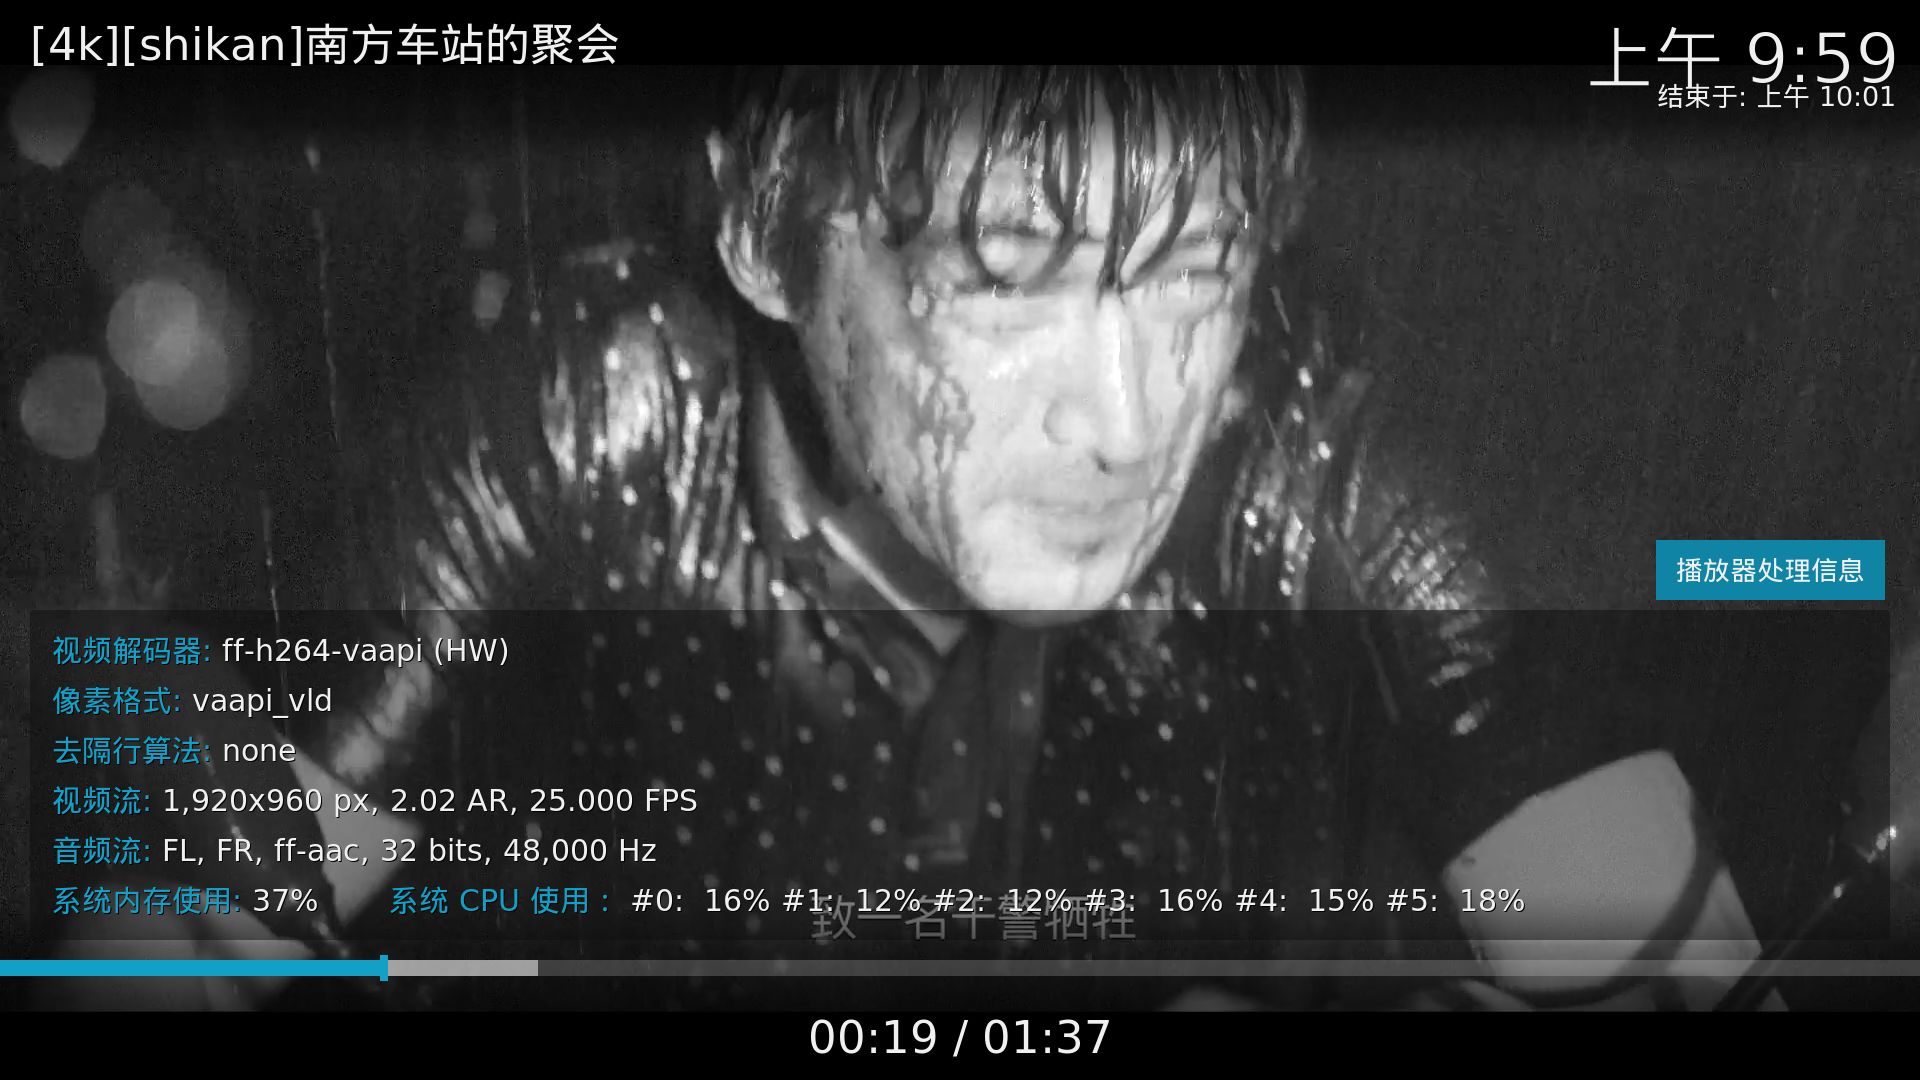 [4k][shikan]南方车站的聚会
上午 9:59
结束于: 上午 10:01
播放器处理信息
视频解码器: ff-h264-vaapi (HW)
像素格式: vaapi_vld
去隔行算法: none
视频流: 1,920x960 px, 2.02 AR, 25.000 FPS
音频流: FL, FR, ff-aac, 32 bits, 48,000 Hz
系统内存使用: 37% 系统 CPU 使用： #0: 16% #1: 12% #2: 12% #3: 16% #4: 15% #5: 18%
致一名干警牺牲
00:19 / 01:37